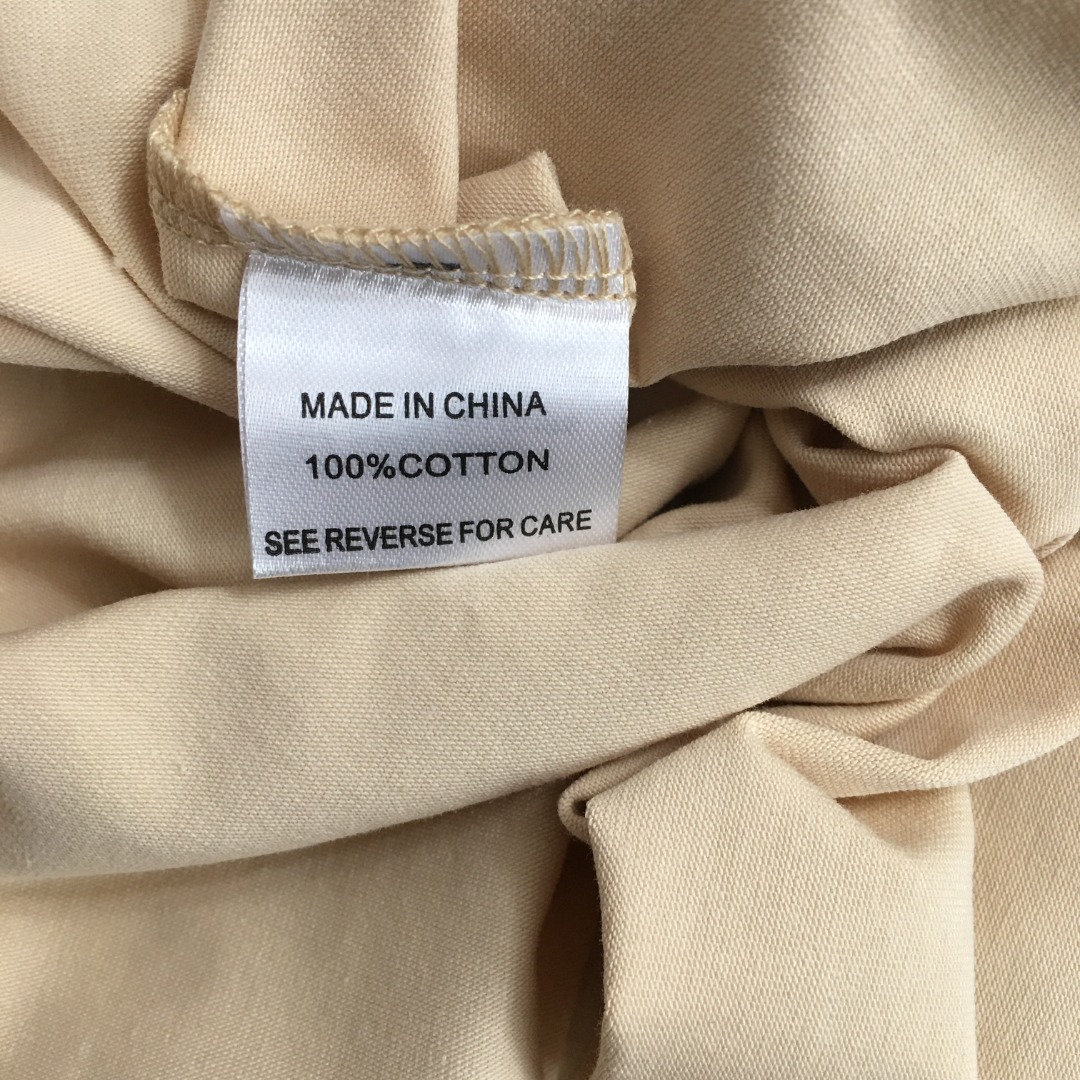 MADE IN CHINA
100%COTTON
SEE REVERSE FOR CARE